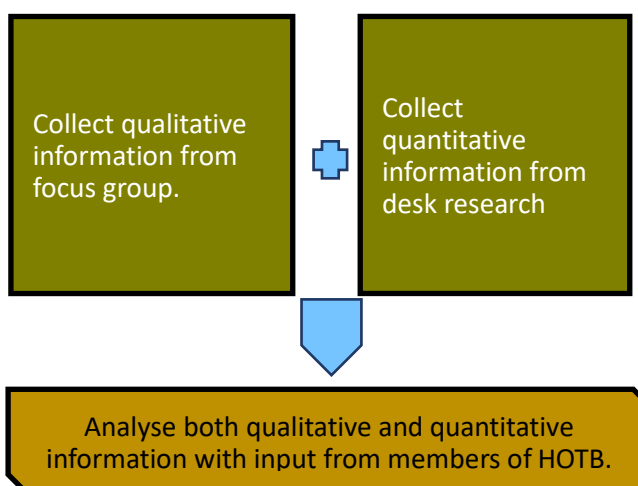 Collect qualitative
information from
focus group.
Collect
quantitative
information from
desk research
Analyse both qualitative and quantitative
information with input from members of HOTB.